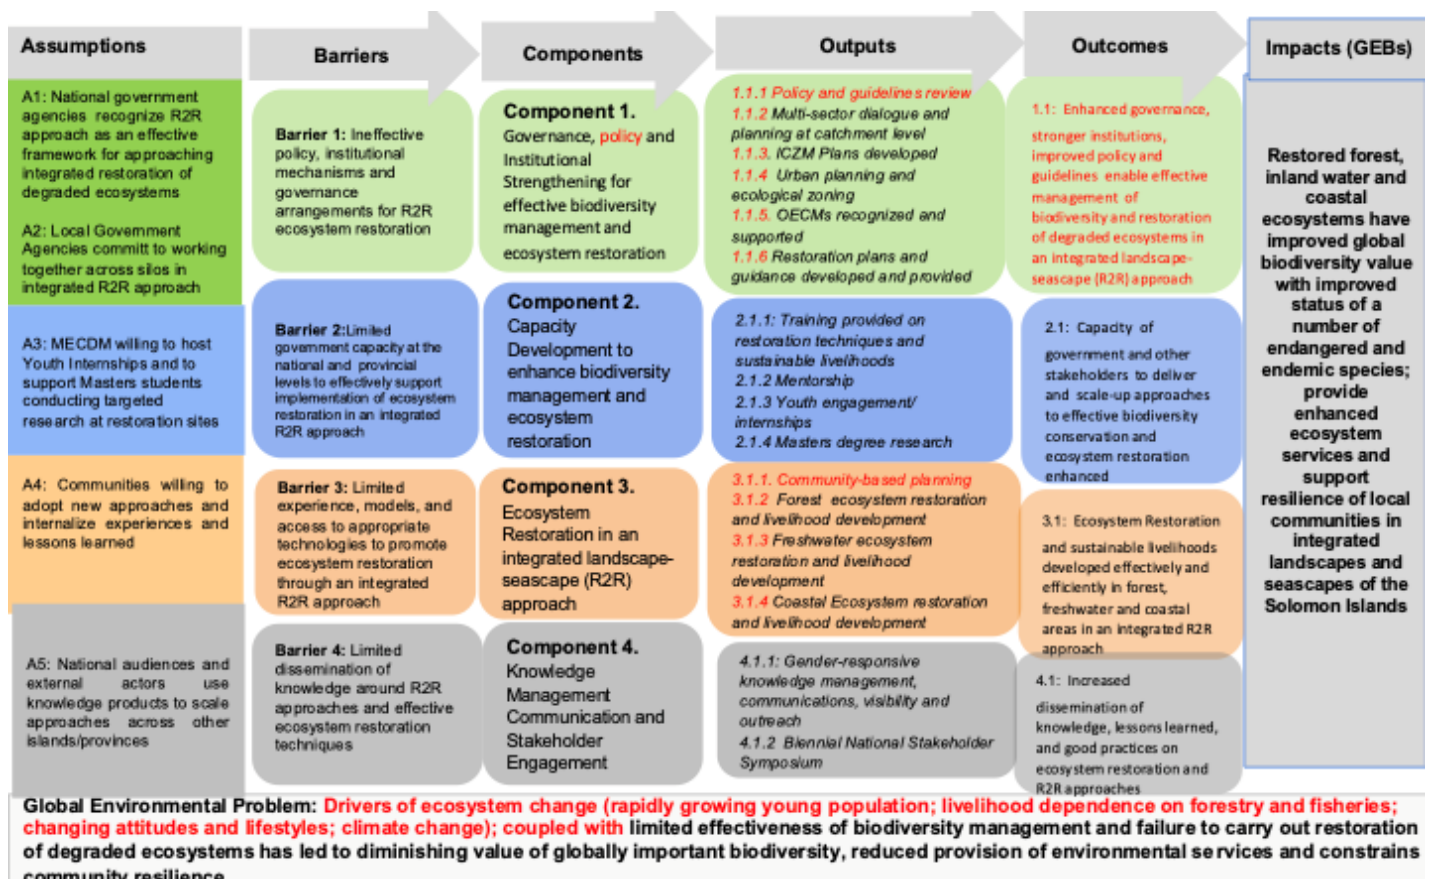 Assumptions
Barriers
Components
Outputs
Outcomes
Impacts (GEBs)
A1: National government
agencies recognize R2R
approach as an effective
framework for approaching
integrated restoration of
degraded ecosystems
A2: Local Government
Agencies committ to working
together across silos in
integrated R2R approach
Barrier 1: Ineffective
policy, institutional
mechanisms and
governance
arrangements for R2R
ecosystem restoration
Component 1.
Governance, policy and
Institutional
Strengthening for
effective biodiversity
management and
ecosystem restoration
1.1.1 Policy and guidelines review
1.1.2 Multi-sector dialogue and
planning at catchment level
1.1.3. ICZM Plans developed
1.1.4 Urban planning and
ecological zoning
1.1.5. OECMs recognized and
supported
1.1.6 Restoration plans and
guidance developed and provided
1.1: Enhanced governance,
stronger institutions,
improved policy and
guidelines enable effective
management of
biodiversity and restoration
of degraded ecosystems in
an integrated landscape-
seascape (R2R) approach
A3: MECDM willing to host
Youth Internships and to
support Masters students
conducting targeted
research at restoration sites
Barrier 2:Limited
government capacity at the
national and provincial
levels to effectively support
implementation of ecosystem
restoration in an integrated
R2R approach
Component 2.
Capacity
Development to
enhance biodiversity
management and
ecosystem
restoration
2.1.1: Training provided on
restoration techniques and
sustainable livelihoods
2.1.2 Mentorship
2.1.3 Youth engagement/
internships
2.1.4 Masters degree research
2.1: Capacity of
government and other
stakeholders to deliver
and scale-up approaches
to effective biodiversity
conservation and
ecosystem restoration
enhanced
A4: Communities willing to
adopt new approaches and
internalize experiences and
lessons learned
Barrier 3: Limited
experience, models, and
access to appropriate
technologies to promote
ecosystem restoration
through an integrated
R2R approach
Component 3.
Ecosystem
Restoration in an
integrated landscape-
seascape (R2R)
approach
3.1.1. Community-based planning
3.1.2 Forest ecosystem restoration
and livelihood development
3.1.3 Freshwater ecosystem
restoration and livelihood
development
3.1.4 Coastal Ecosystem restoration
and livelihood development
3.1: Ecosystem Restoration
and sustainable livelihoods
developed effectively and
efficiently in forest,
freshwater and coastal
areas in an integrated R2R
approach
A5: National audiences and
external actors use
knowledge products to scale
approaches across other
islands/provinces
Barrier 4: Limited
dissemination of
knowledge around R2R
approaches and effective
ecosystem restoration
techniques
Component 4.
Knowledge
Management
Communication and
Stakeholder
Engagement
4.1.1: Gender-responsive
knowledge management,
communications, visibility and
outreach
4.1.2 Biennial National Stakeholder
Symposium
4.1: Increased
dissemination of
knowledge, lessons learned,
and good practices on
ecosystem restoration and
R2R approaches
Restored forest,
inland water and
coastal
ecosystems have
improved global
biodiversity value
with improved
status of a
number of
endangered and
endemic species;
provide
enhanced
ecosystem
services and
support
resilience of local
communities in
integrated
landscapes and
seascapes of the
Solomon Islands
Global Environmental Problem: Drivers of ecosystem change (rapidly growing young population; livelihood dependence on forestry and fisheries;
changing attitudes and lifestyles; climate change); coupled with limited effectiveness of biodiversity management and failure to carry out restoration
of degraded ecosystems has led to diminishing value of globally important biodiversity, reduced provision of environmental services and constrains
community resilience